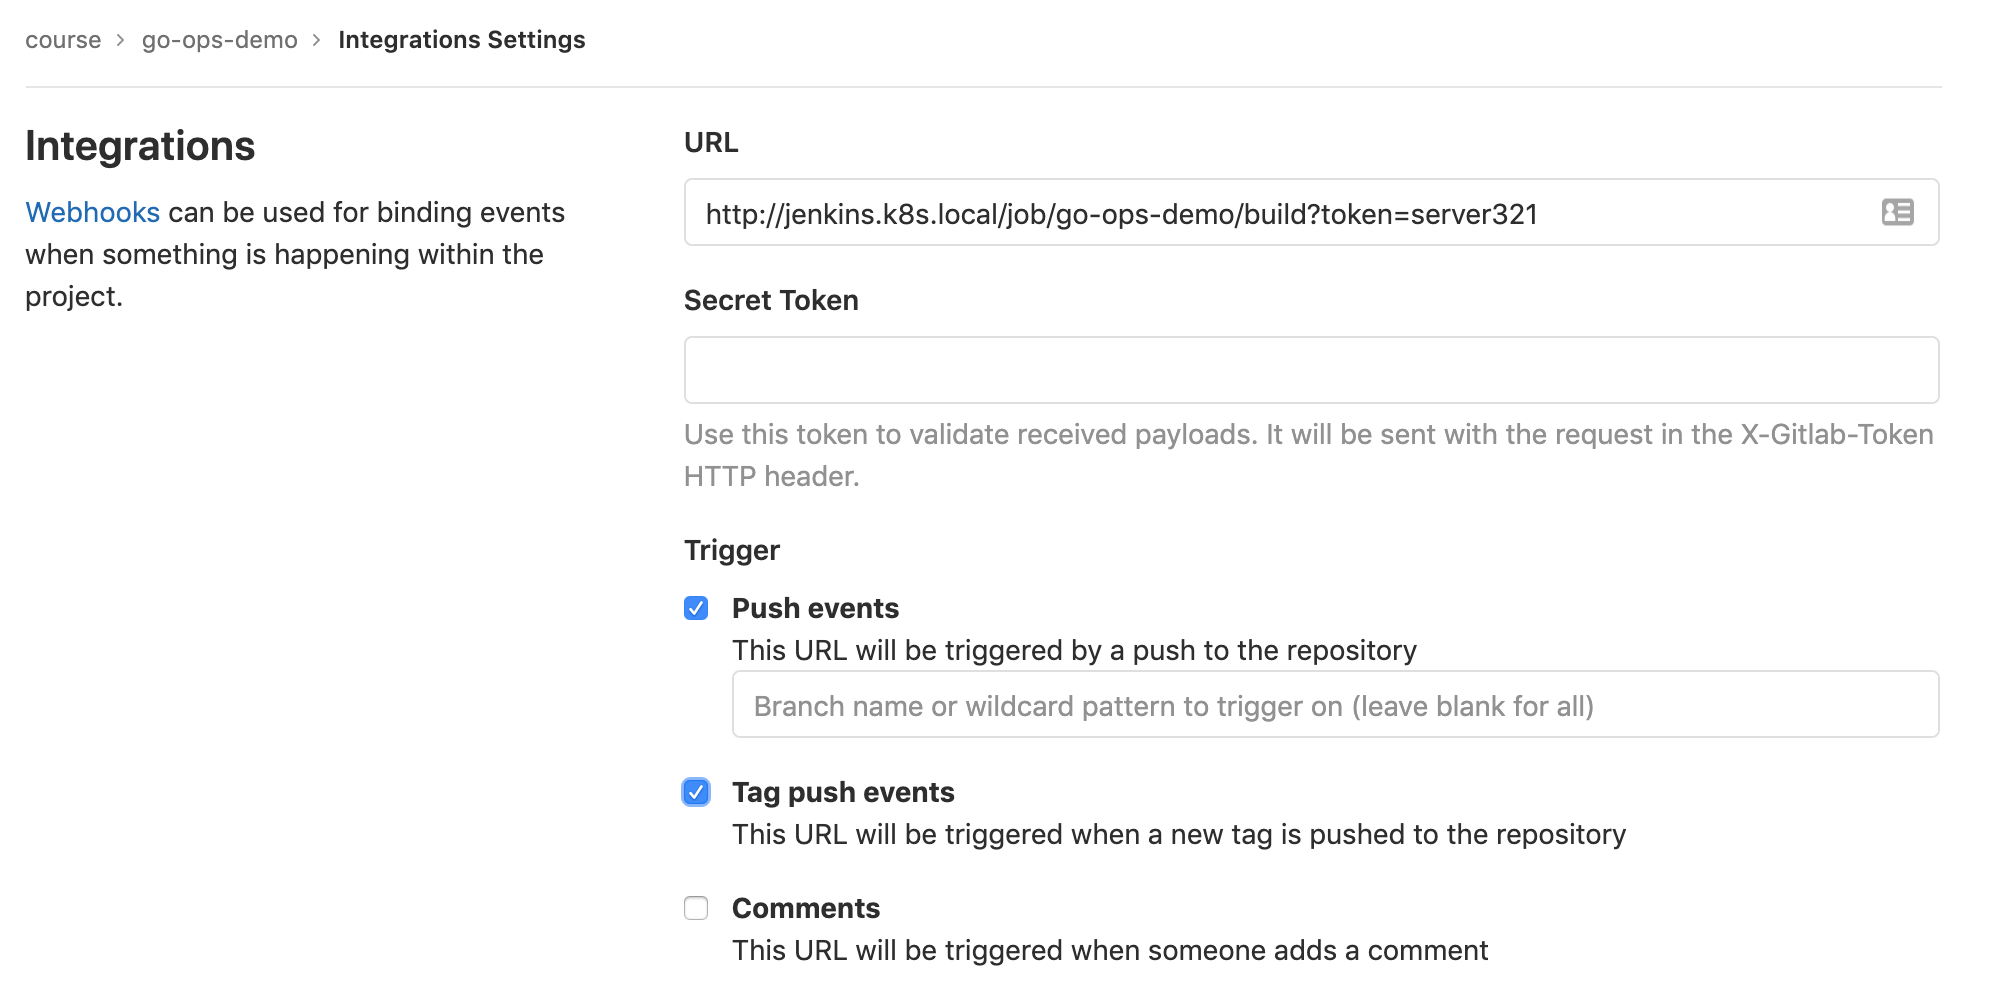 course > go-ops-demo > Integrations Settings
Integrations
Webhooks can be used for binding events
when something is happening within the
project.
URL
http://jenkins.k8s.local/job/go-ops-demo/build?token=server321
Secret Token
Use this token to validate received payloads. It will be sent with the request in the X-Gitlab-Token
HTTP header.
Trigger
Push events
This URL will be triggered by a push to the repository
Branch name or wildcard pattern to trigger on (leave blank for all)
Tag push events
This URL will be triggered when a new tag is pushed to the repository
Comments
This URL will be triggered when someone adds a comment